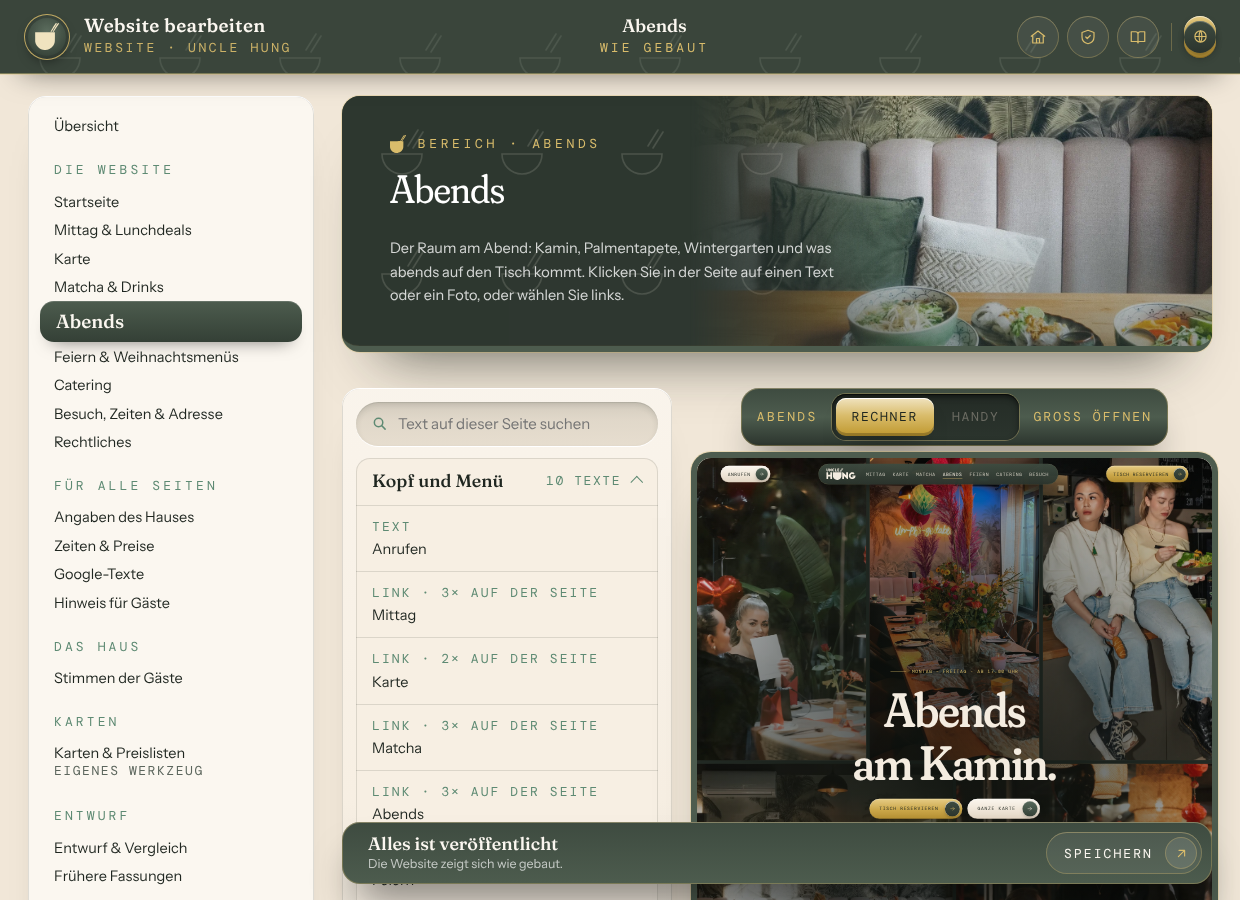 Website bearbeiten
WEBSITE · UNCLE HUNG
Abends
WIE GEBAUT
Übersicht
DIE WEBSITE
Startseite
Mittag & Lunchdeals
Karte
Matcha & Drinks
Abends
Feiern & Weihnachtsmenüs
Catering
Besuch, Zeiten & Adresse
Rechtliches
FÜR ALLE SEITEN
Angaben des Hauses
Zeiten & Preise
Google-Texte
Hinweis für Gäste
DAS HAUS
Stimmen der Gäste
KARTEN
Karten & Preislisten
EIGENES WERKZEUG
ENTWURF
Entwurf & Vergleich
Frühere Fassungen
BEREICH · ABENDS
Abends
Der Raum am Abend: Kamin, Palmentapete, Wintergarten und was
abends auf den Tisch kommt. Klicken Sie in der Seite auf einen Text
oder ein Foto, oder wählen Sie links.
Text auf dieser Seite suchen
Kopf und Menü
10 TEXTE
TEXT
Anrufen
LINK · 3× AUF DER SEITE
Mittag
LINK · 2× AUF DER SEITE
Karte
LINK · 3× AUF DER SEITE
Matcha
LINK · 3× AUF DER SEITE
Abends
ABENDS
RECHNER
HANDY
GROSS ÖFFNEN
ANRUFEN
UNCLE
HUNG
MITTAG KARTE MATCHA ABENDS FEIERN CATERING BESUCH
TISCH RESERVIEREN
MONTAG – FREITAG · AB 17.00 UHR
Abends
am Kamin.
TISCH RESERVIEREN
GANZE KARTE
Alles ist veröffentlicht
Die Website zeigt sich wie gebaut.
SPEICHERN